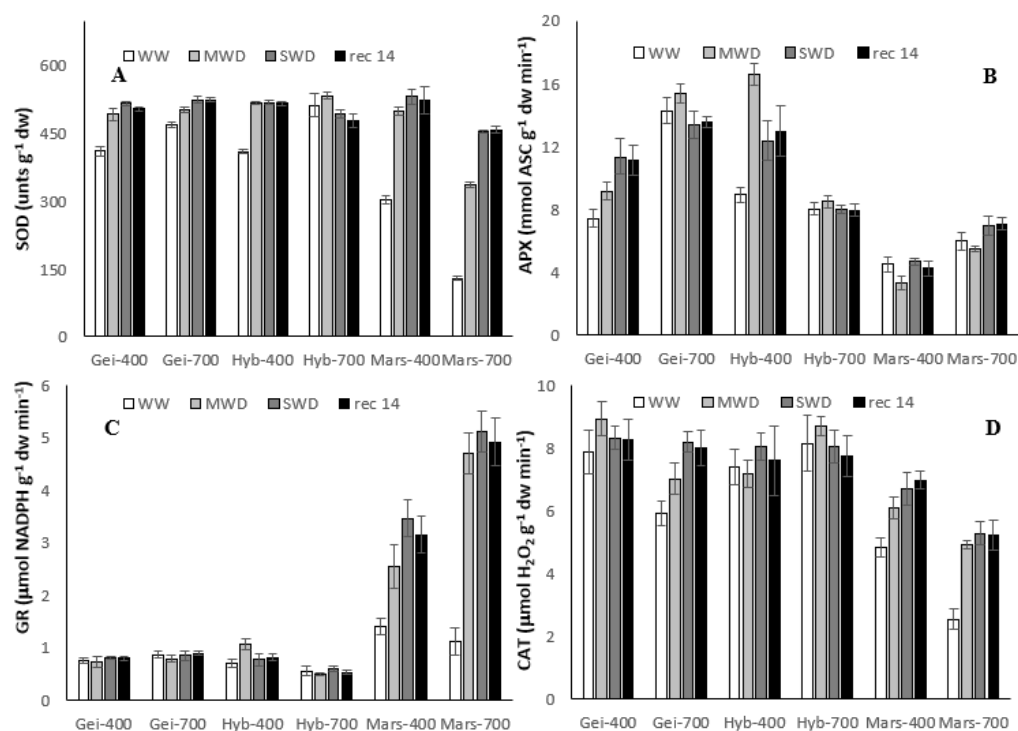 A
WW MWD SWD rec 14
SOD (unts g⁻¹ dw)
600
450
300
150
0
Gei-400 Gei-700 Hyb-400 Hyb-700 Mars-400 Mars-700
B
WW MWD SWD rec 14
APX (mmol ASC g⁻¹ dw min⁻¹)
20
16
12
8
4
0
Gei-400 Gei-700 Hyb-400 Hyb-700 Mars-400 Mars-700
C
WW MWD SWD rec 14
GR (µmol NADPH g⁻¹ dw min⁻¹)
6
5
4
3
2
1
0
Gei-400 Gei-700 Hyb-400 Hyb-700 Mars-400 Mars-700
D
WW MWD SWD rec 14
CAT (µmol H₂O₂ g⁻¹ dw min⁻¹)
10
8
6
4
2
0
Gei-400 Gei-700 Hyb-400 Hyb-700 Mars-400 Mars-700